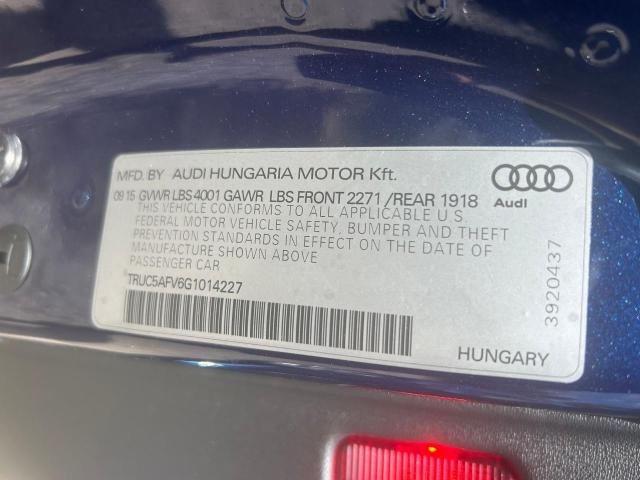 MFD. BY AUDI HUNGARIA MOTOR Kft.
09 15 GVWR LBS 4001 GAWR LBS FRONT 2271 /REAR 1918
THIS VEHICLE CONFORMS TO ALL APPLICABLE U.S.
FEDERAL MOTOR VEHICLE SAFETY, BUMPER AND THEFT
PREVENTION STANDARDS IN EFFECT ON THE DATE OF
MANUFACTURE SHOWN ABOVE
PASSENGER CAR
TRUC5AFV6G1014227
Audi
3920437
HUNGARY